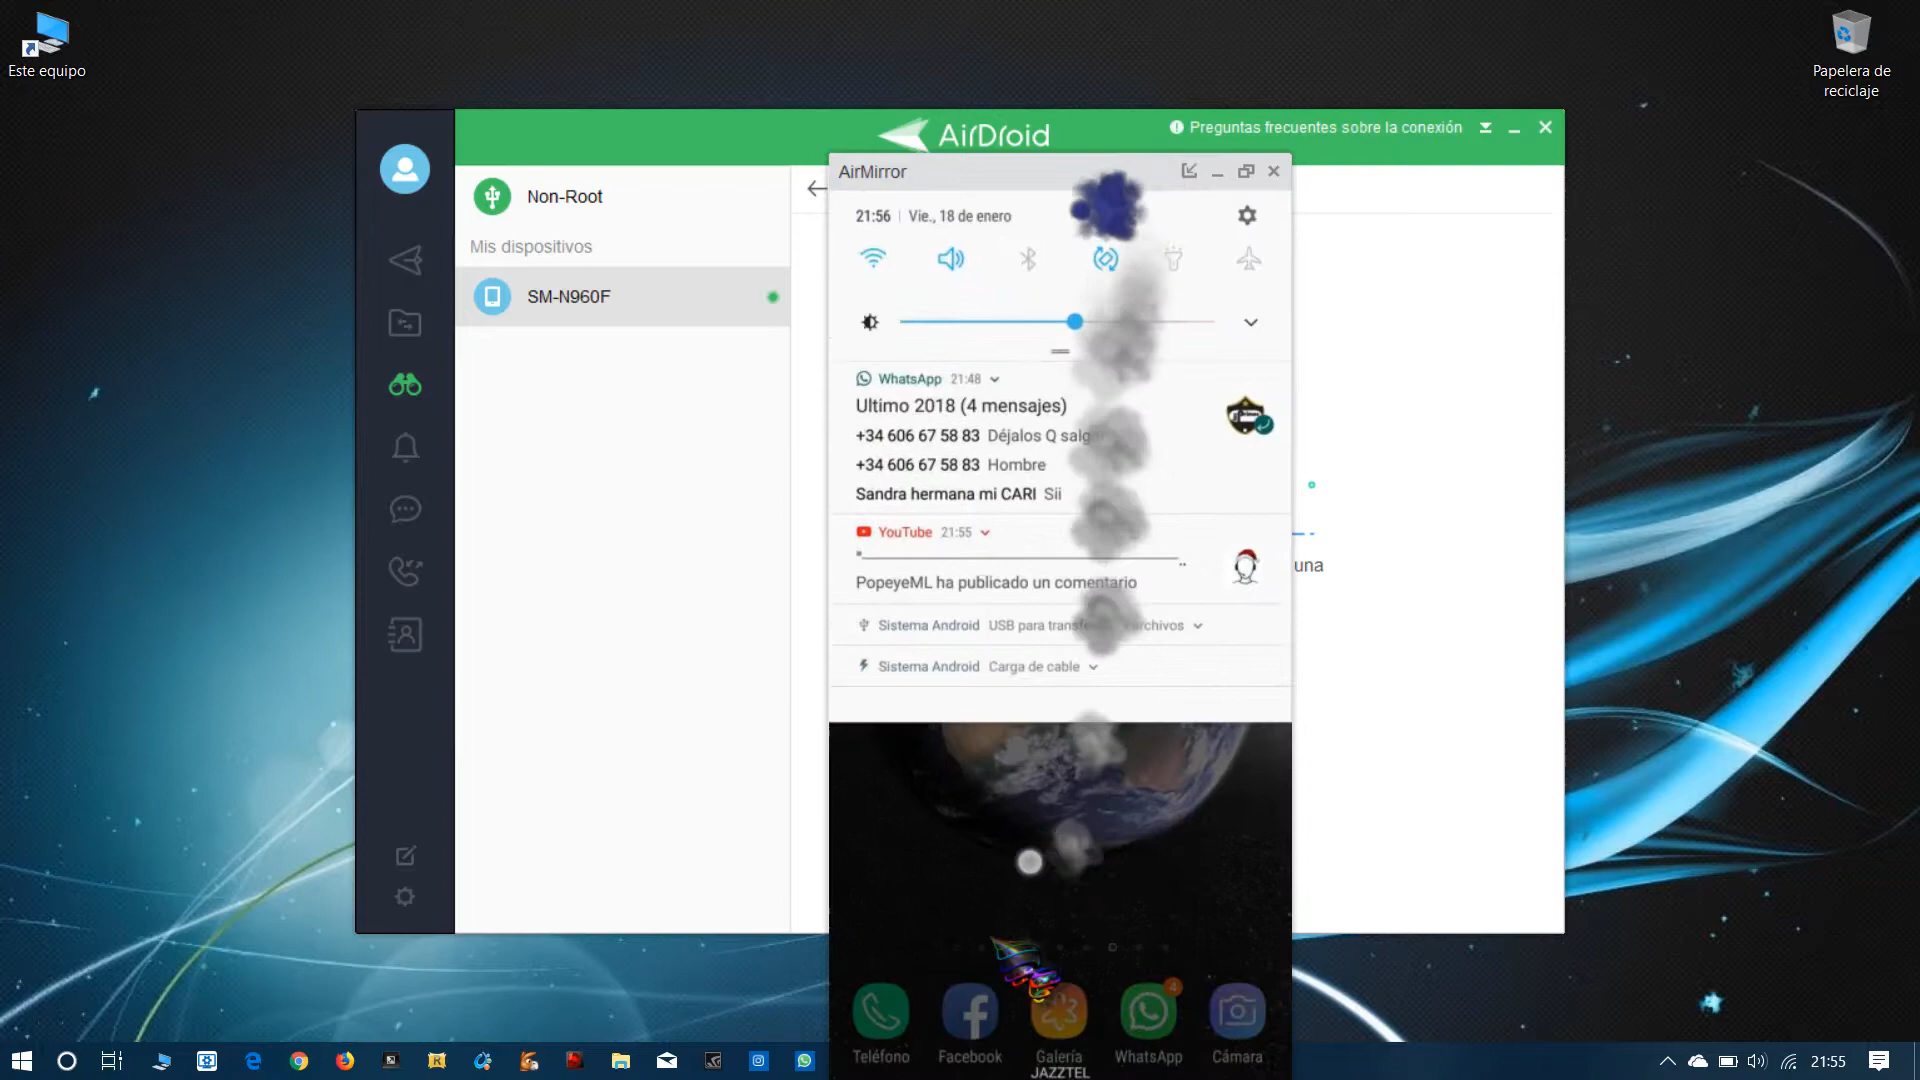 Este equipo
Papelera de
reciclaje
AirDroid
Preguntas frecuentes sobre la conexión
Non-Root
Mis dispositivos
SM-N960F
AirMirror
21:56 Vie., 18 de enero
WhatsApp 21:48
Ultimo 2018 (4 mensajes)
+34 606 67 58 83 Déjalos Q
+34 606 67 58 83 Hombre
Sandra hermana mi CARI Sii
YouTube 21:55
PopeyeML ha publicado un comentario
una
Sistema Android USB para
Sistema Android Carga de cable
4
Teléfono Facebook Galería WhatsApp Cámara
JAZZTEL
21:55